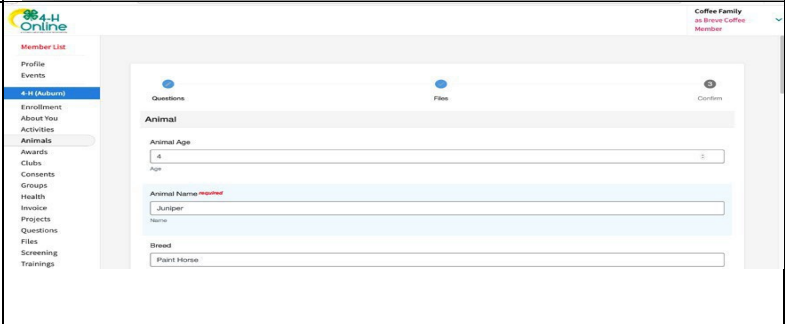 4-H
Online
Coffee Family
as Breve Coffee
Member
Member List
Profile
Events
4-H (Auburn)
Enrollment
About You
Activities
Animals
Awards
Clubs
Consents
Groups
Health
Invoice
Projects
Questions
Files
Screening
Trainings
3
Questions
Files
Confirm
Animal
Animal Age
4
Age
Animal Name required
Juniper
Name
Breed
Paint Horse